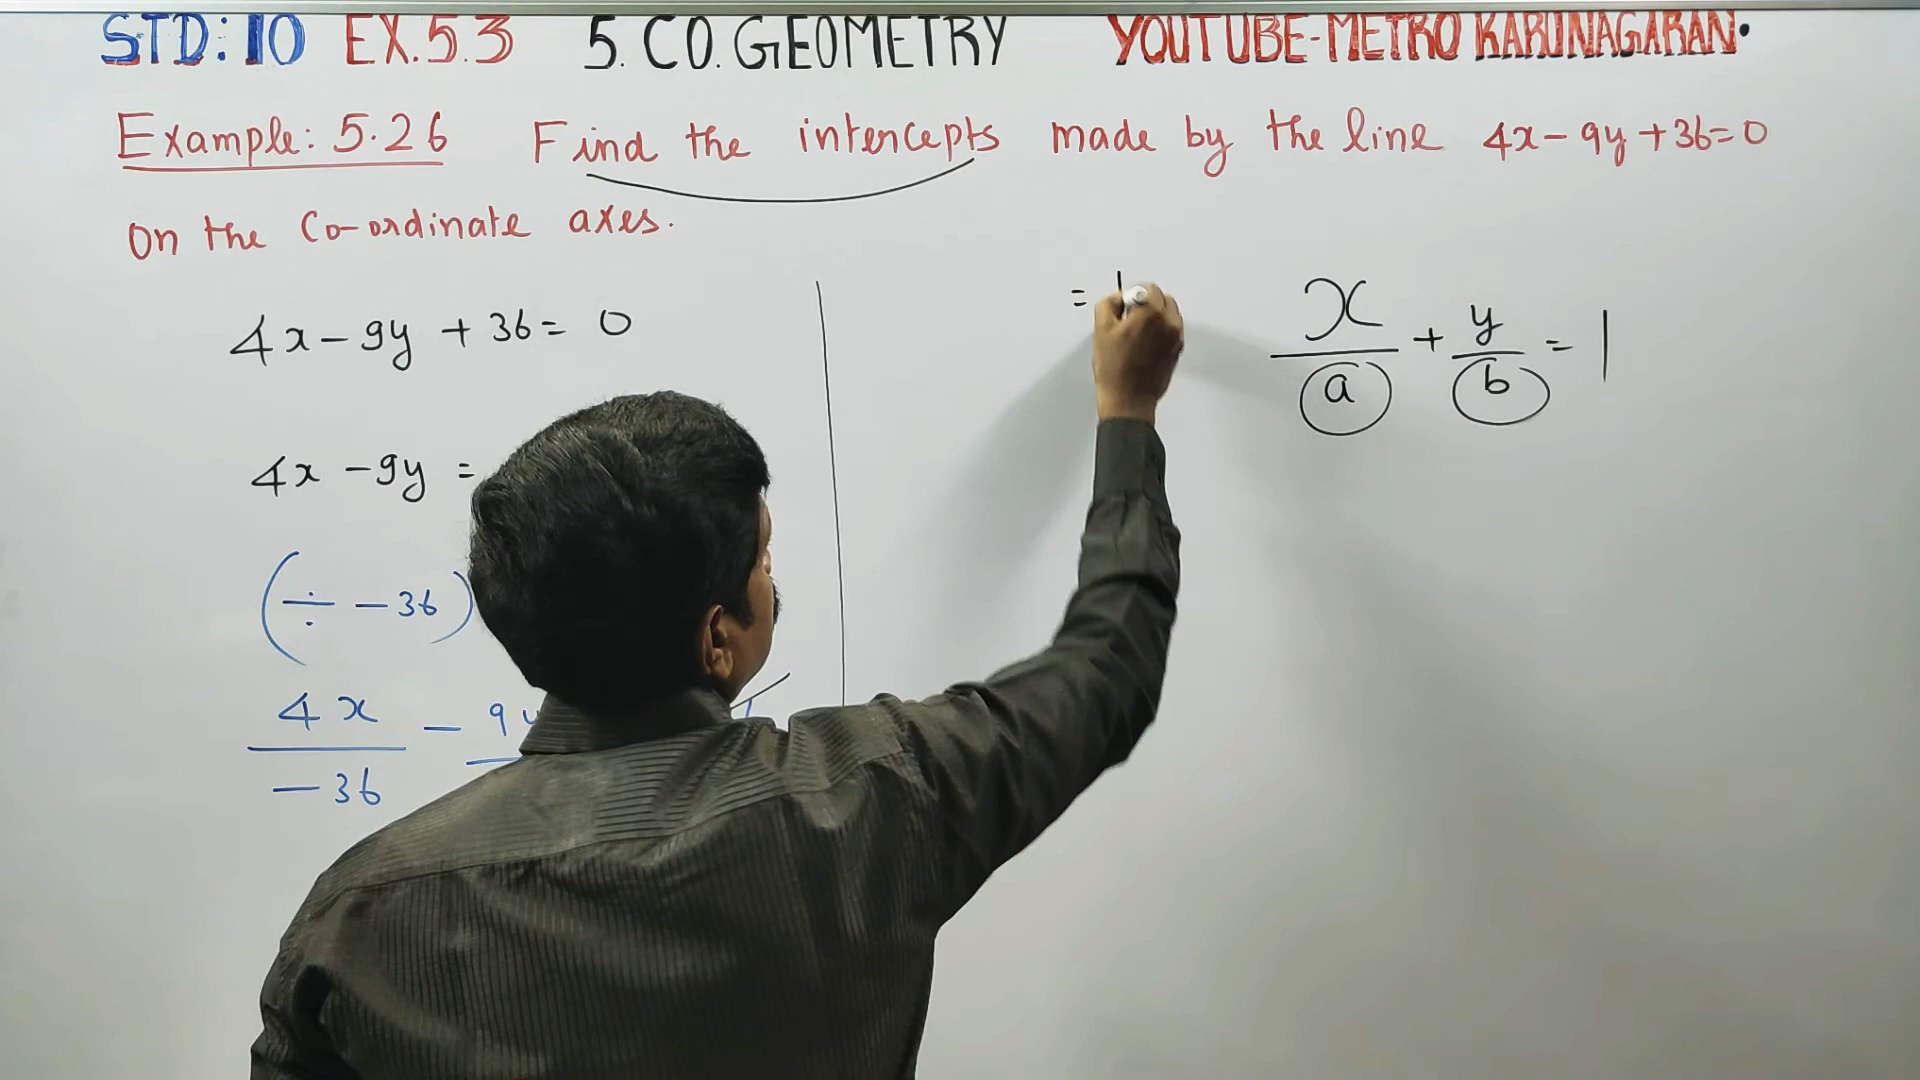 STD: 10 EX.5.3 5. CO. GEOMETRY YOUTUBE-METRO KARUNAGARAN.
Example: 5.26 Find the intercepts made by the line 4x - 9y + 36 = 0
on the Co-ordinate axes.
4x - 9y + 36 = 0
4x - 9y =
(÷ -36)
4x/-36 - 9y
= 1
x/a + y/b = 1